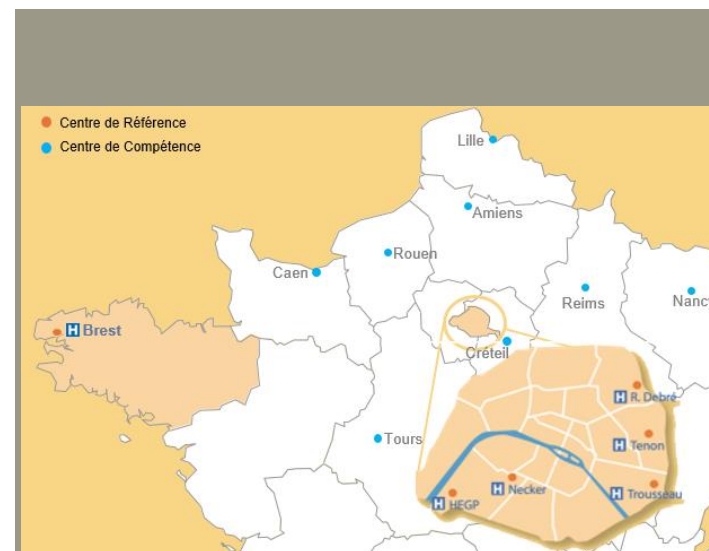 Centre de Référence
Centre de Compétence
Lille
Amiens
Rouen
Caen
Reims
Nancy
H Brest
Créteil
Tours
H R. Debré
H Tenon
H Necker
H Trousseau
H HEGP